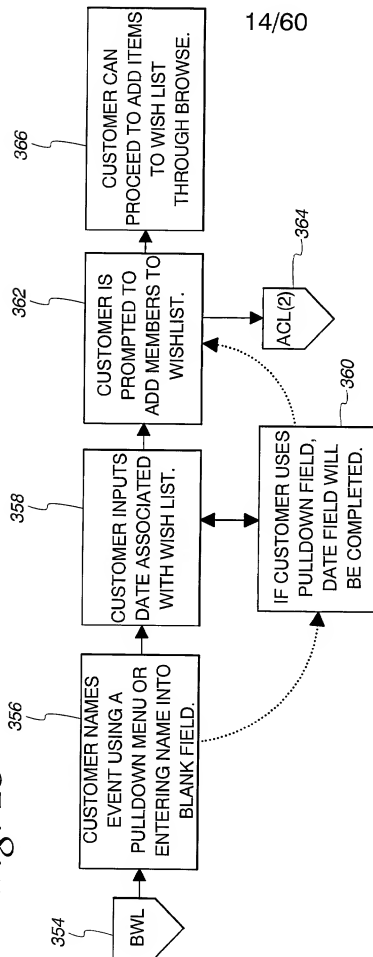 14/60
354
BWL
356
CUSTOMER NAMES
EVENT USING A
PULLDOWN MENU OR
ENTERING NAME INTO
BLANK FIELD.
358
CUSTOMER INPUTS
DATE ASSOCIATED
WITH WISH LIST.
360
IF CUSTOMER USES
PULLDOWN FIELD,
DATE FIELD WILL
BE COMPLETED.
362
CUSTOMER IS
PROMPTED TO
ADD MEMBERS TO
WISHLIST.
ACL(2)
364
366
CUSTOMER CAN
PROCEED TO ADD ITEMS
TO WISH LIST
THROUGH BROWSE.